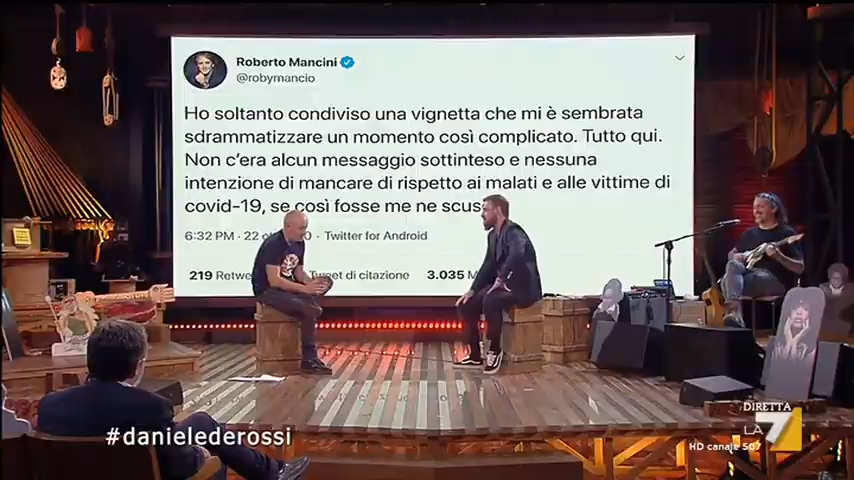 Roberto Mancini
@robymancio
Ho soltanto condiviso una vignetta che mi è sembrata
sdrammatizzare un momento così complicato. Tutto qui.
Non c'era alcun messaggio sottinteso e nessuna
intenzione di mancare di rispetto ai malati e alle vittime di
covid-19, se così fosse me ne
6:32 PM · 22 · Twitter for Android
219 Tweet di citazione 3.035
#danielederossi
DIRETTA
LA7
HD canale 507